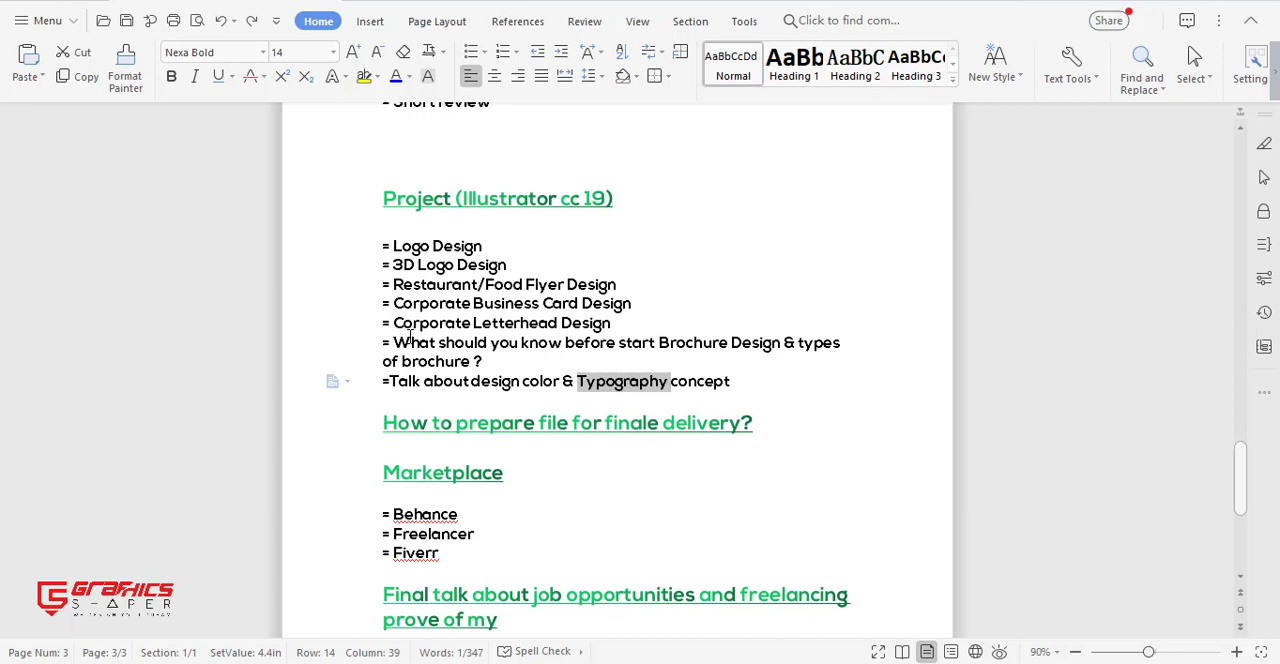 Menu
Home
Insert
Page Layout
References
Review
View
Section
Tools
Click to find com...
Share
Paste
Cut
Copy
Format
Painter
Nexa Bold
14
AaBbCcDd
Normal
AaBb
Heading 1
AaBbC
Heading 2
AaBbC
Heading 3
New Style
Text Tools
Find and
Replace
Select
Setting
= Short review
Project (Illustrator cc 19)
= Logo Design
= 3D Logo Design
= Restaurant/Food Flyer Design
= Corporate Business Card Design
= Corporate Letterhead Design
= What should you know before start Brochure Design & types
of brochure ?
=Talk about design color & Typography concept
How to prepare file for finale delivery?
Marketplace
= Behance
= Freelancer
= Fiverr
Final talk about job opportunities and freelancing
prove of my
GRAPHICS
SHAPER
Page Num: 3
Page: 3/3
Section: 1/1
SetValue: 4.4in
Row: 14
Column: 39
Words: 1/347
Spell Check
90%